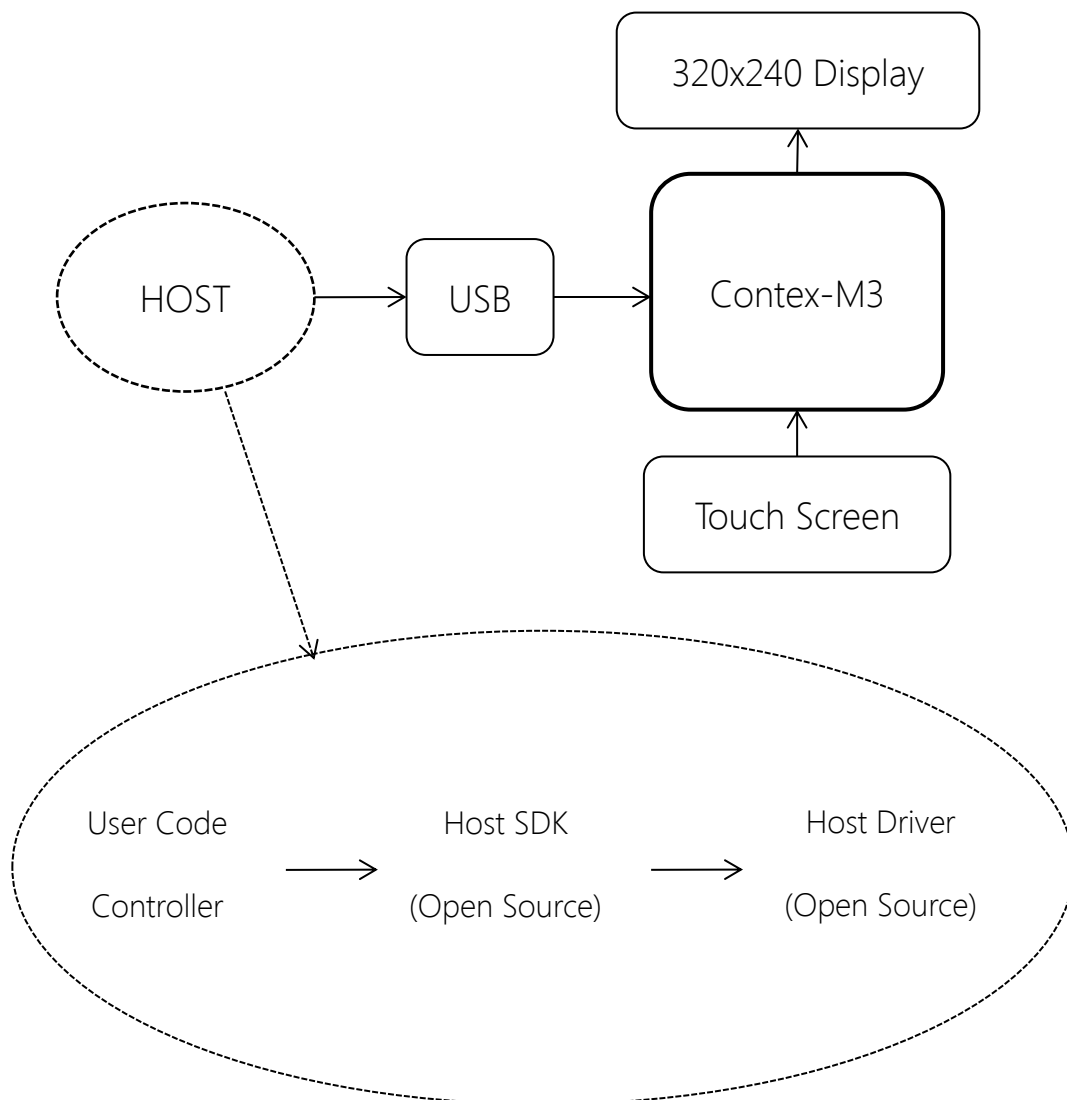 320x240 Display
HOST
USB
Contex-M3
Touch Screen
User Code
Controller
Host SDK
(Open Source)
Host Driver
(Open Source)